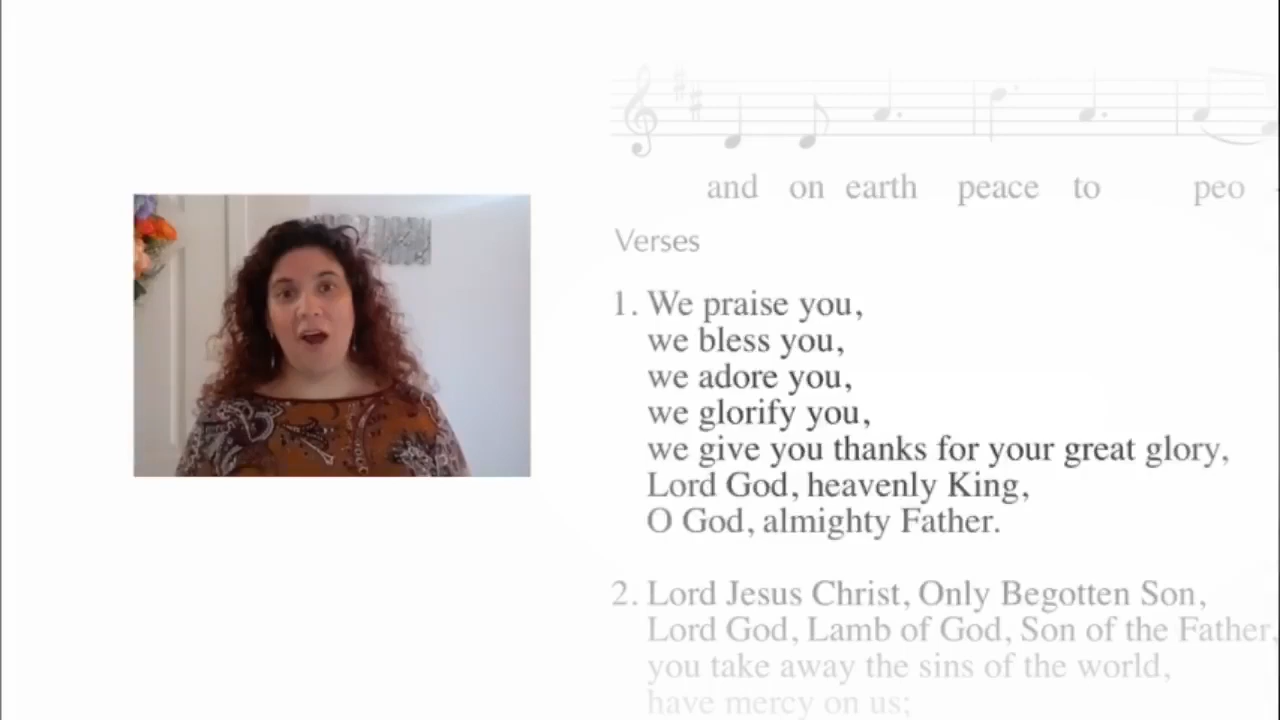 and on earth peace to peo
Verses
1. We praise you,
we bless you,
we adore you,
we glorify you,
we give you thanks for your great glory,
Lord God, heavenly King,
O God, almighty Father.
2. Lord Jesus Christ, Only Begotten Son,
Lord God, Lamb of God, Son of the Father,
you take away the sins of the world,
have mercy on us;